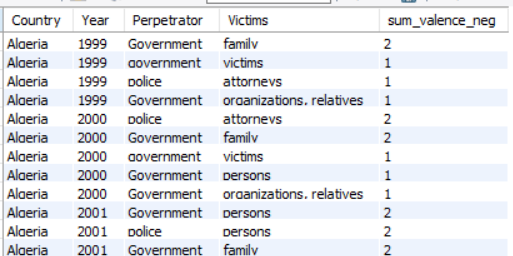 Country Year Perpetrator Victims sum_valence_neg
Algeria 1999 Government family 2
Algeria 1999 government victims 1
Algeria 1999 police attorneys 1
Algeria 1999 Government organizations, relatives 1
Algeria 2000 police attorneys 2
Algeria 2000 Government family 2
Algeria 2000 government victims 1
Algeria 2000 Government persons 1
Algeria 2000 Government organizations, relatives 1
Algeria 2001 Government persons 2
Algeria 2001 police persons 2
Algeria 2001 Government family 2